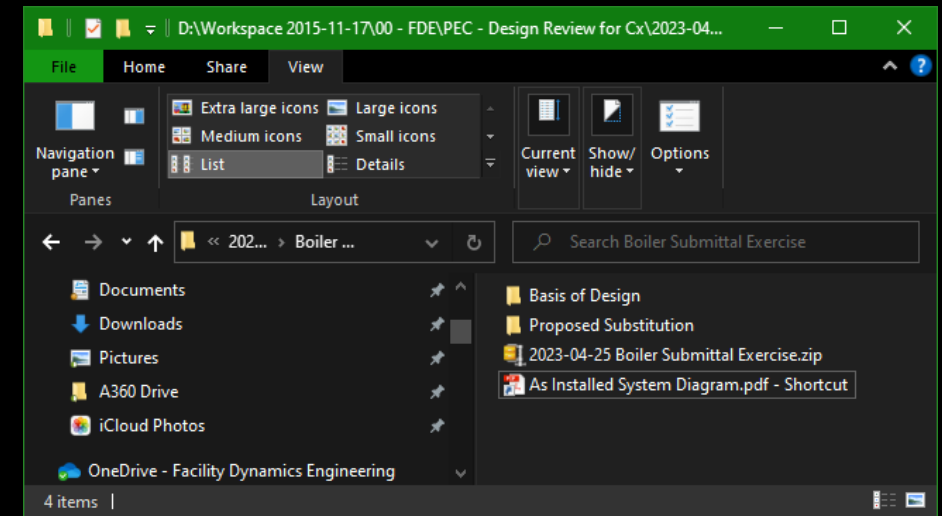 D:\Workspace 2015-11-17\00 - FDE\PEC - Design Review for Cx\2023-04...
File Home Share View
?
Extra large icons Large icons
Medium icons Small icons
List Details
Navigation pane
Current view
Show/ hide
Options
Panes Layout
« 202... > Boiler ...
Search Boiler Submittal Exercise
Documents
Downloads
Pictures
A360 Drive
iCloud Photos
OneDrive - Facility Dynamics Engineering
Basis of Design
Proposed Substitution
2023-04-25 Boiler Submittal Exercise.zip
As Installed System Diagram.pdf - Shortcut
4 items